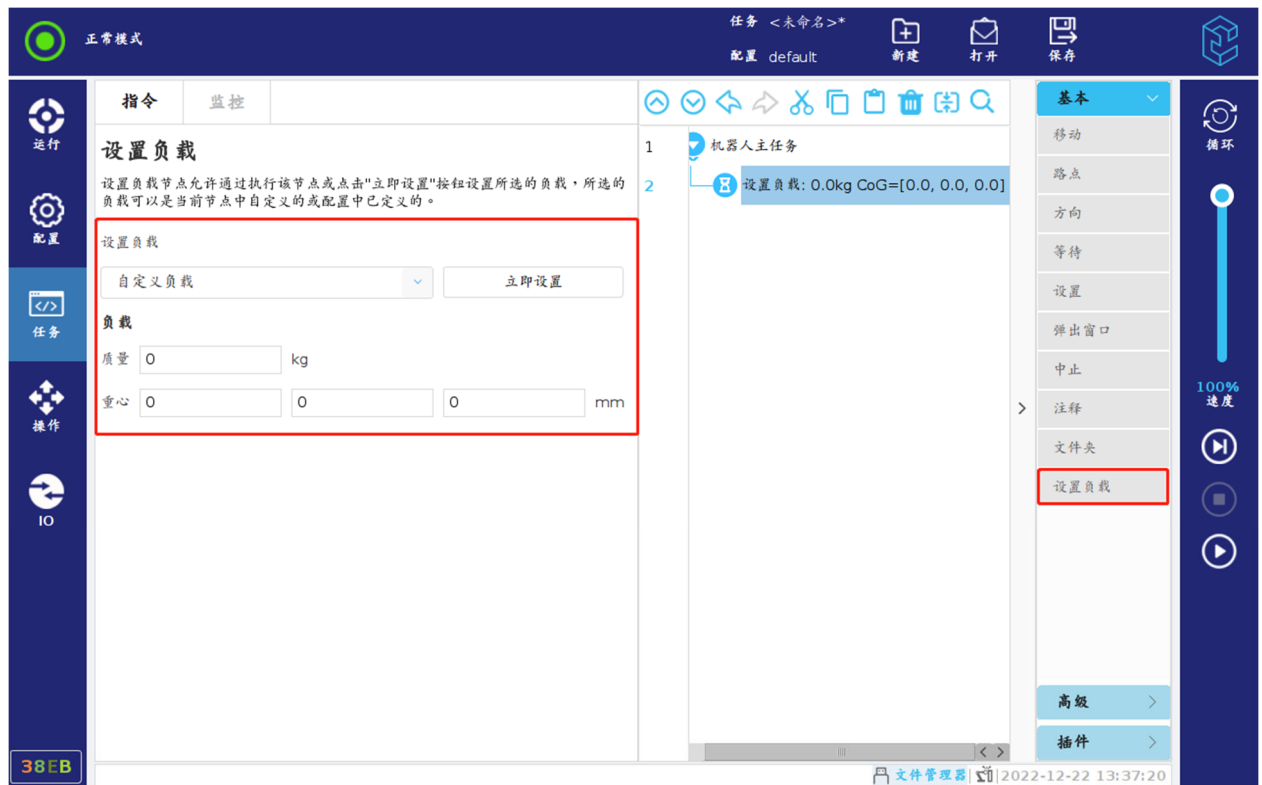 正常模式
任务 <未命名>*
配置 default
新建
打开
保存
运行
配置
任务
操作
IO
38EB
指令
监控
设置负载
设置负载节点允许通过执行该节点或点击"立即设置"按钮设置所选的负载，所选的
负载可以是当前节点中自定义的或配置中已定义的。
设置负载
自定义负载
立即设置
负载
质量 0 kg
重心 0 0 0 mm
1 机器人主任务
2 设置负载: 0.0kg CoG=[0.0, 0.0, 0.0]
基本
移动
路点
方向
等待
设置
弹出窗口
中止
注释
文件夹
设置负载
高级
插件
循环
100%
速度
文件管理器
2022-12-22 13:37:20